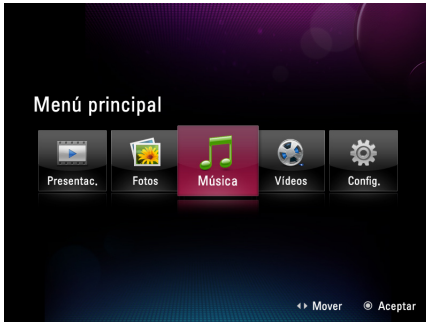 Menú principal
Presentac. Fotos Música Vídeos Config.
Mover Aceptar